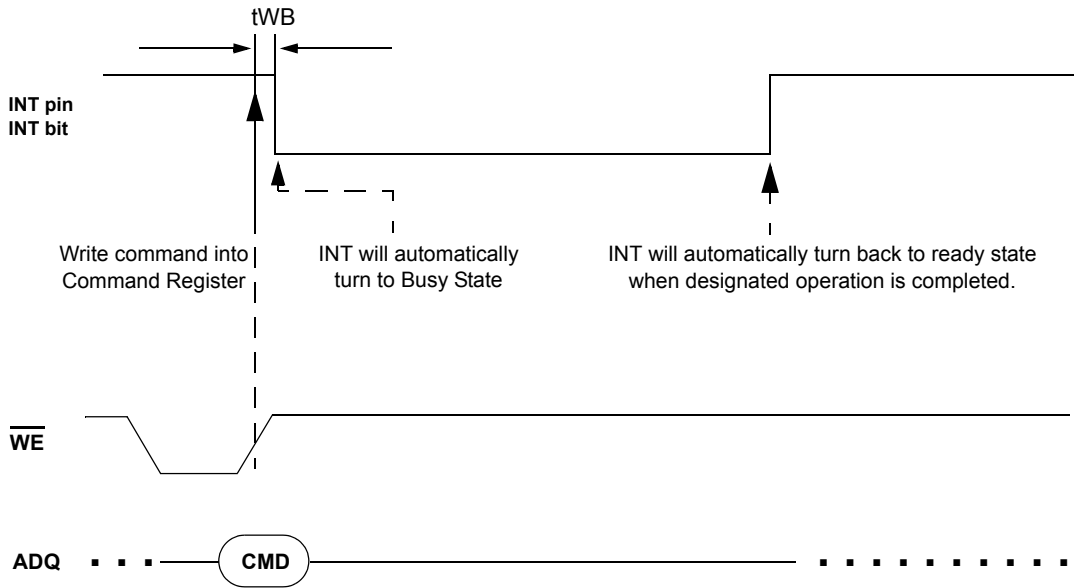 tWB
INT pin
INT bit
Write command into
Command Register
INT will automatically
turn to Busy State
INT will automatically turn back to ready state
when designated operation is completed.
WE
ADQ
CMD